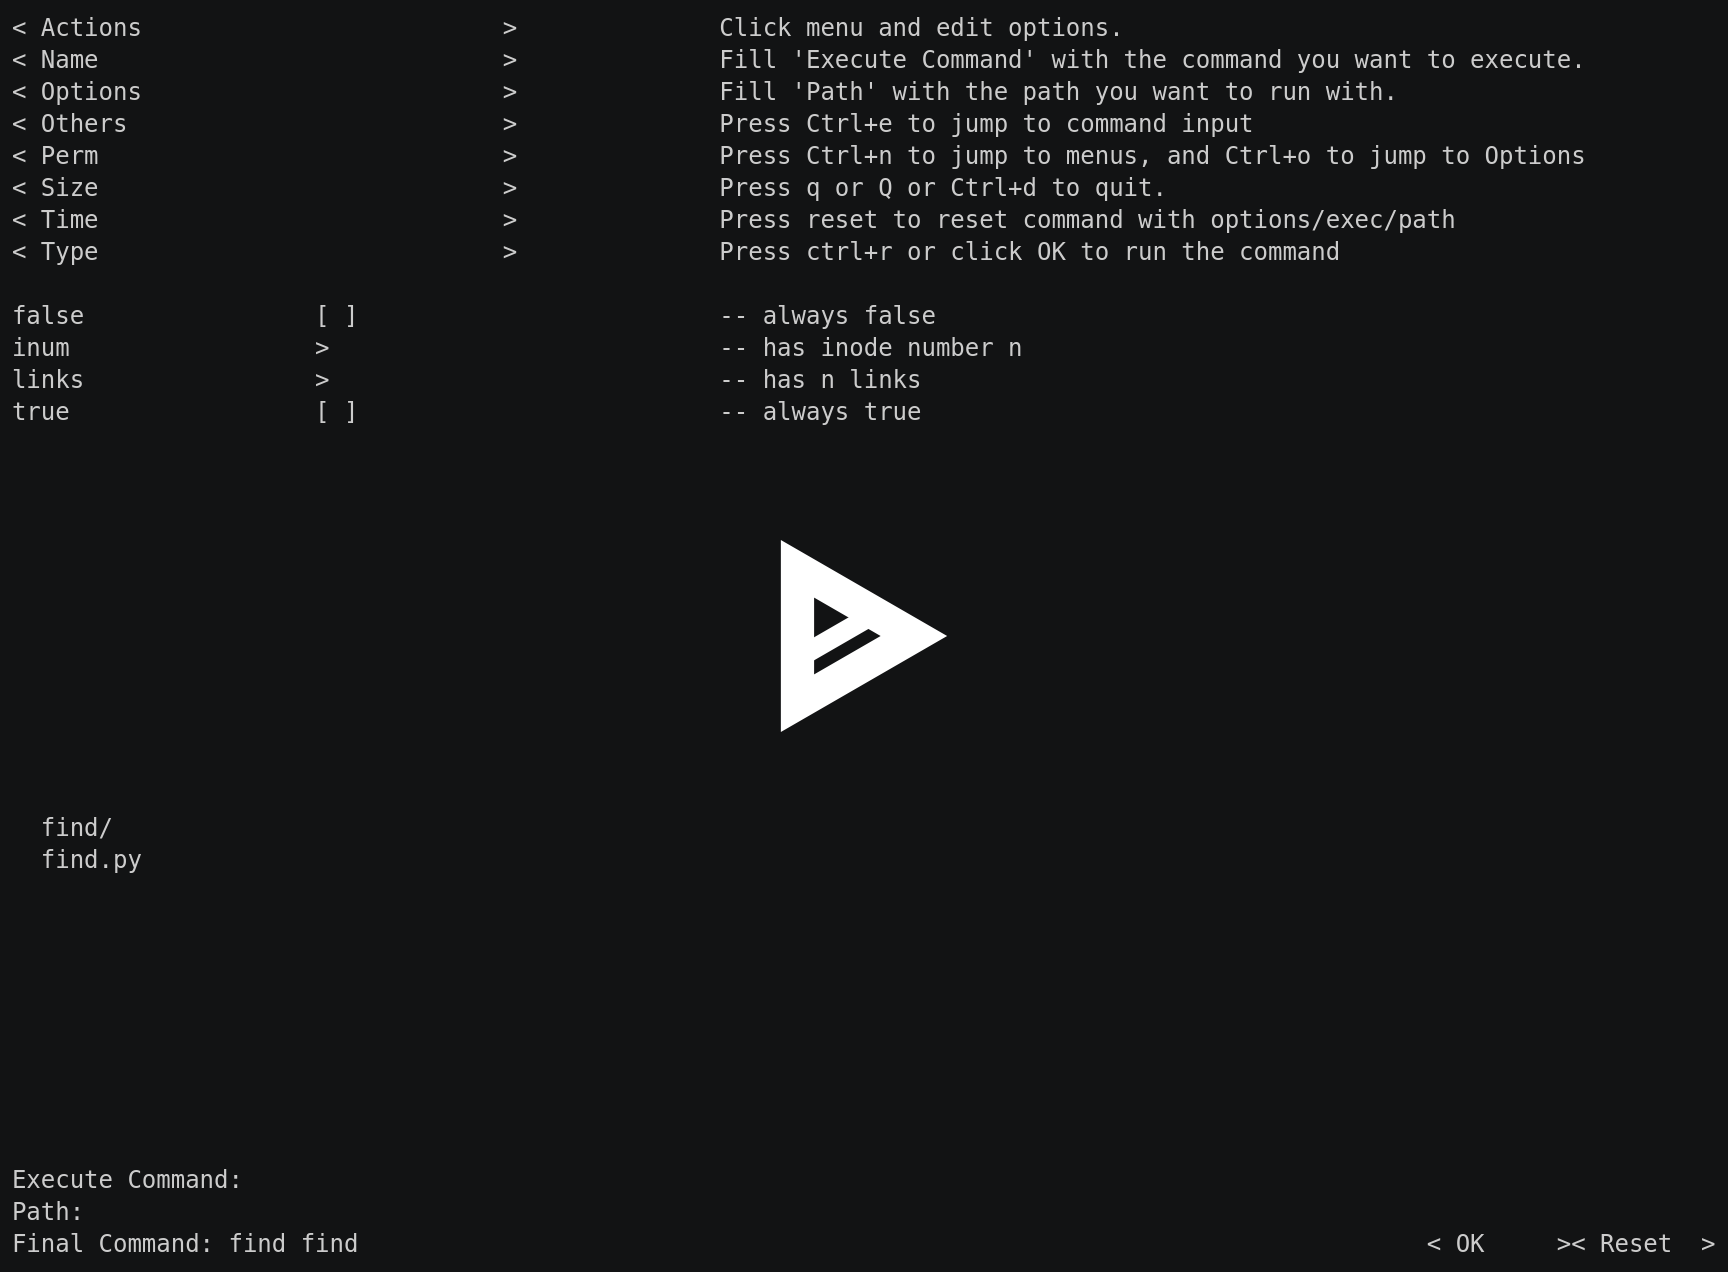 < Actions                         >              Click menu and edit options.
< Name                            >              Fill 'Execute Command' with the command you want to execute.
< Options                         >              Fill 'Path' with the path you want to run with.
< Others                          >              Press Ctrl+e to jump to command input
< Perm                            >              Press Ctrl+n to jump to menus, and Ctrl+o to jump to Options
< Size                            >              Press q or Q or Ctrl+d to quit.
< Time                            >              Press reset to reset command with options/exec/path
< Type                            >              Press ctrl+r or click OK to run the command
false                [ ]                         -- always false
inum                 >                           -- has inode number n
links                >                           -- has n links
true                 [ ]                         -- always true
find/
find.py
Execute Command:
Path:
Final Command: find find                                                                          < OK     >< Reset  >